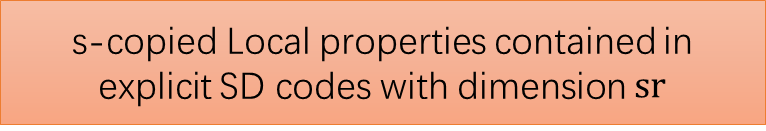 s-copied Local properties contained in
explicit SD codes with dimension sr